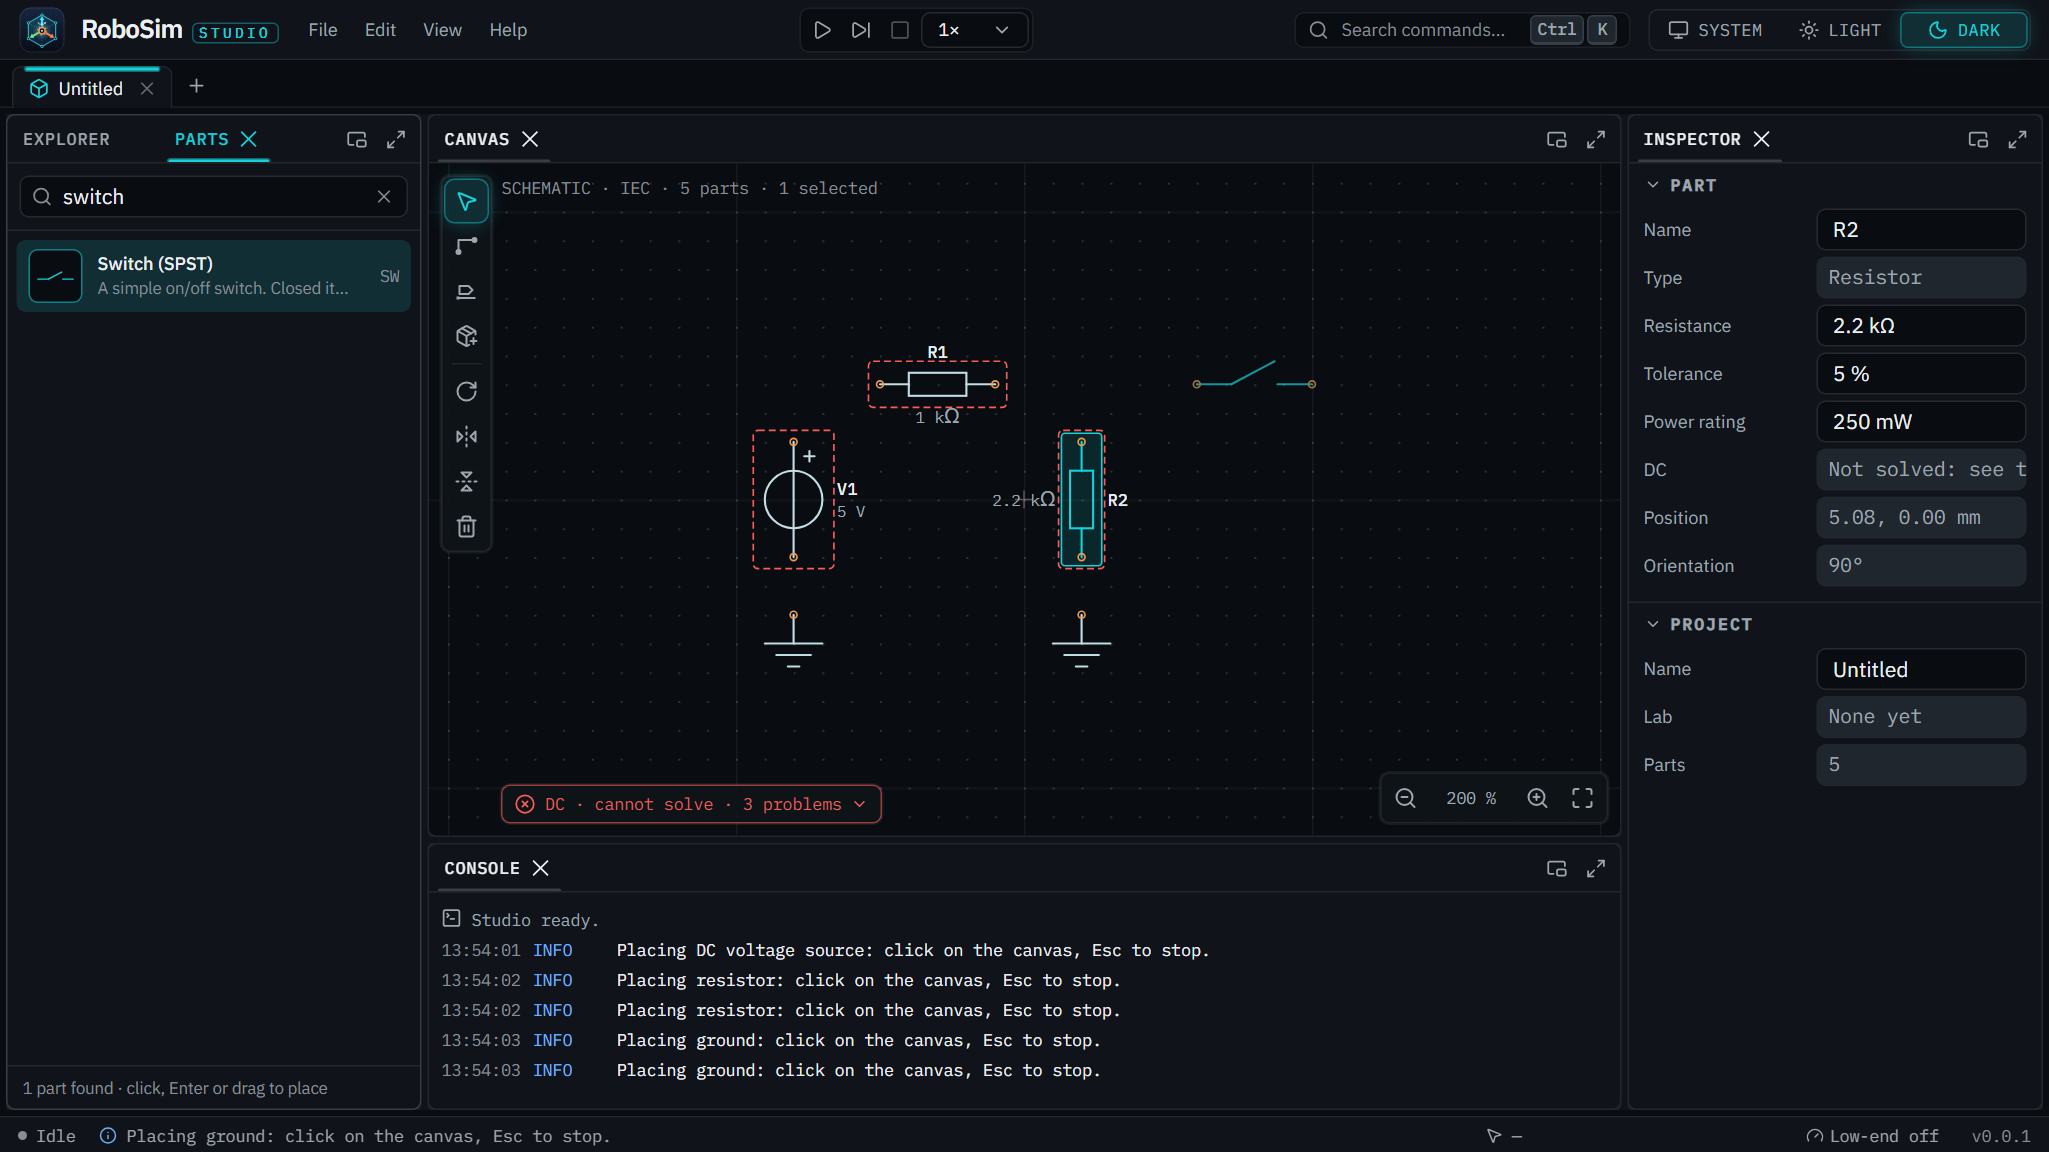 RoboSim STUDIO File Edit View Help
1×
Search commands... Ctrl K
SYSTEM LIGHT DARK
Untitled
EXPLORER PARTS
switch
Switch (SPST)
A simple on/off switch. Closed it...
SW
1 part found · click, Enter or drag to place
CANVAS
SCHEMATIC · IEC · 5 parts · 1 selected
R1
1 kΩ
V1
5 V
2.2 kΩ
R2
DC · cannot solve · 3 problems
200 %
CONSOLE
Studio ready.
13:54:01 INFO Placing DC voltage source: click on the canvas, Esc to stop.
13:54:02 INFO Placing resistor: click on the canvas, Esc to stop.
13:54:02 INFO Placing resistor: click on the canvas, Esc to stop.
13:54:03 INFO Placing ground: click on the canvas, Esc to stop.
13:54:03 INFO Placing ground: click on the canvas, Esc to stop.
INSPECTOR
PART
Name R2
Type Resistor
Resistance 2.2 kΩ
Tolerance 5 %
Power rating 250 mW
DC Not solved: see t
Position 5.08, 0.00 mm
Orientation 90°
PROJECT
Name Untitled
Lab None yet
Parts 5
Idle Placing ground: click on the canvas, Esc to stop.
—
Low-end off v0.0.1